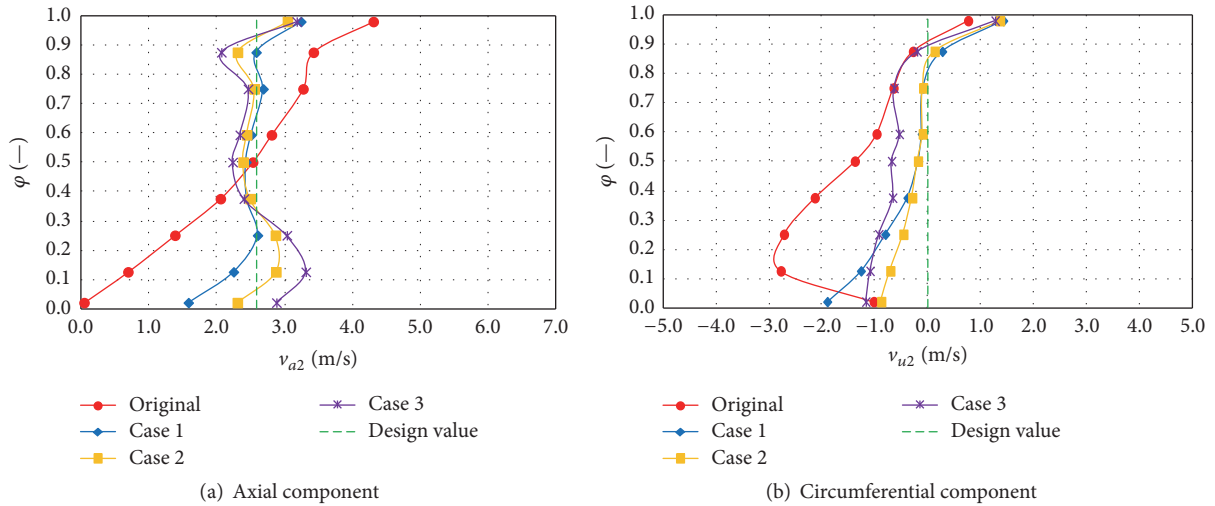 1.0
0.9
0.8
0.7
0.6
0.5
0.4
0.3
0.2
0.1
0.0
φ (—)
0.0 1.0 2.0 3.0 4.0 5.0 6.0 7.0
va2 (m/s)
Original
Case 1
Case 2
Case 3
Design value
(a) Axial component
1.0
0.9
0.8
0.7
0.6
0.5
0.4
0.3
0.2
0.1
0.0
φ (—)
−5.0 −4.0 −3.0 −2.0 −1.0 0.0 1.0 2.0 3.0 4.0 5.0
vu2 (m/s)
Original
Case 1
Case 2
Case 3
Design value
(b) Circumferential component